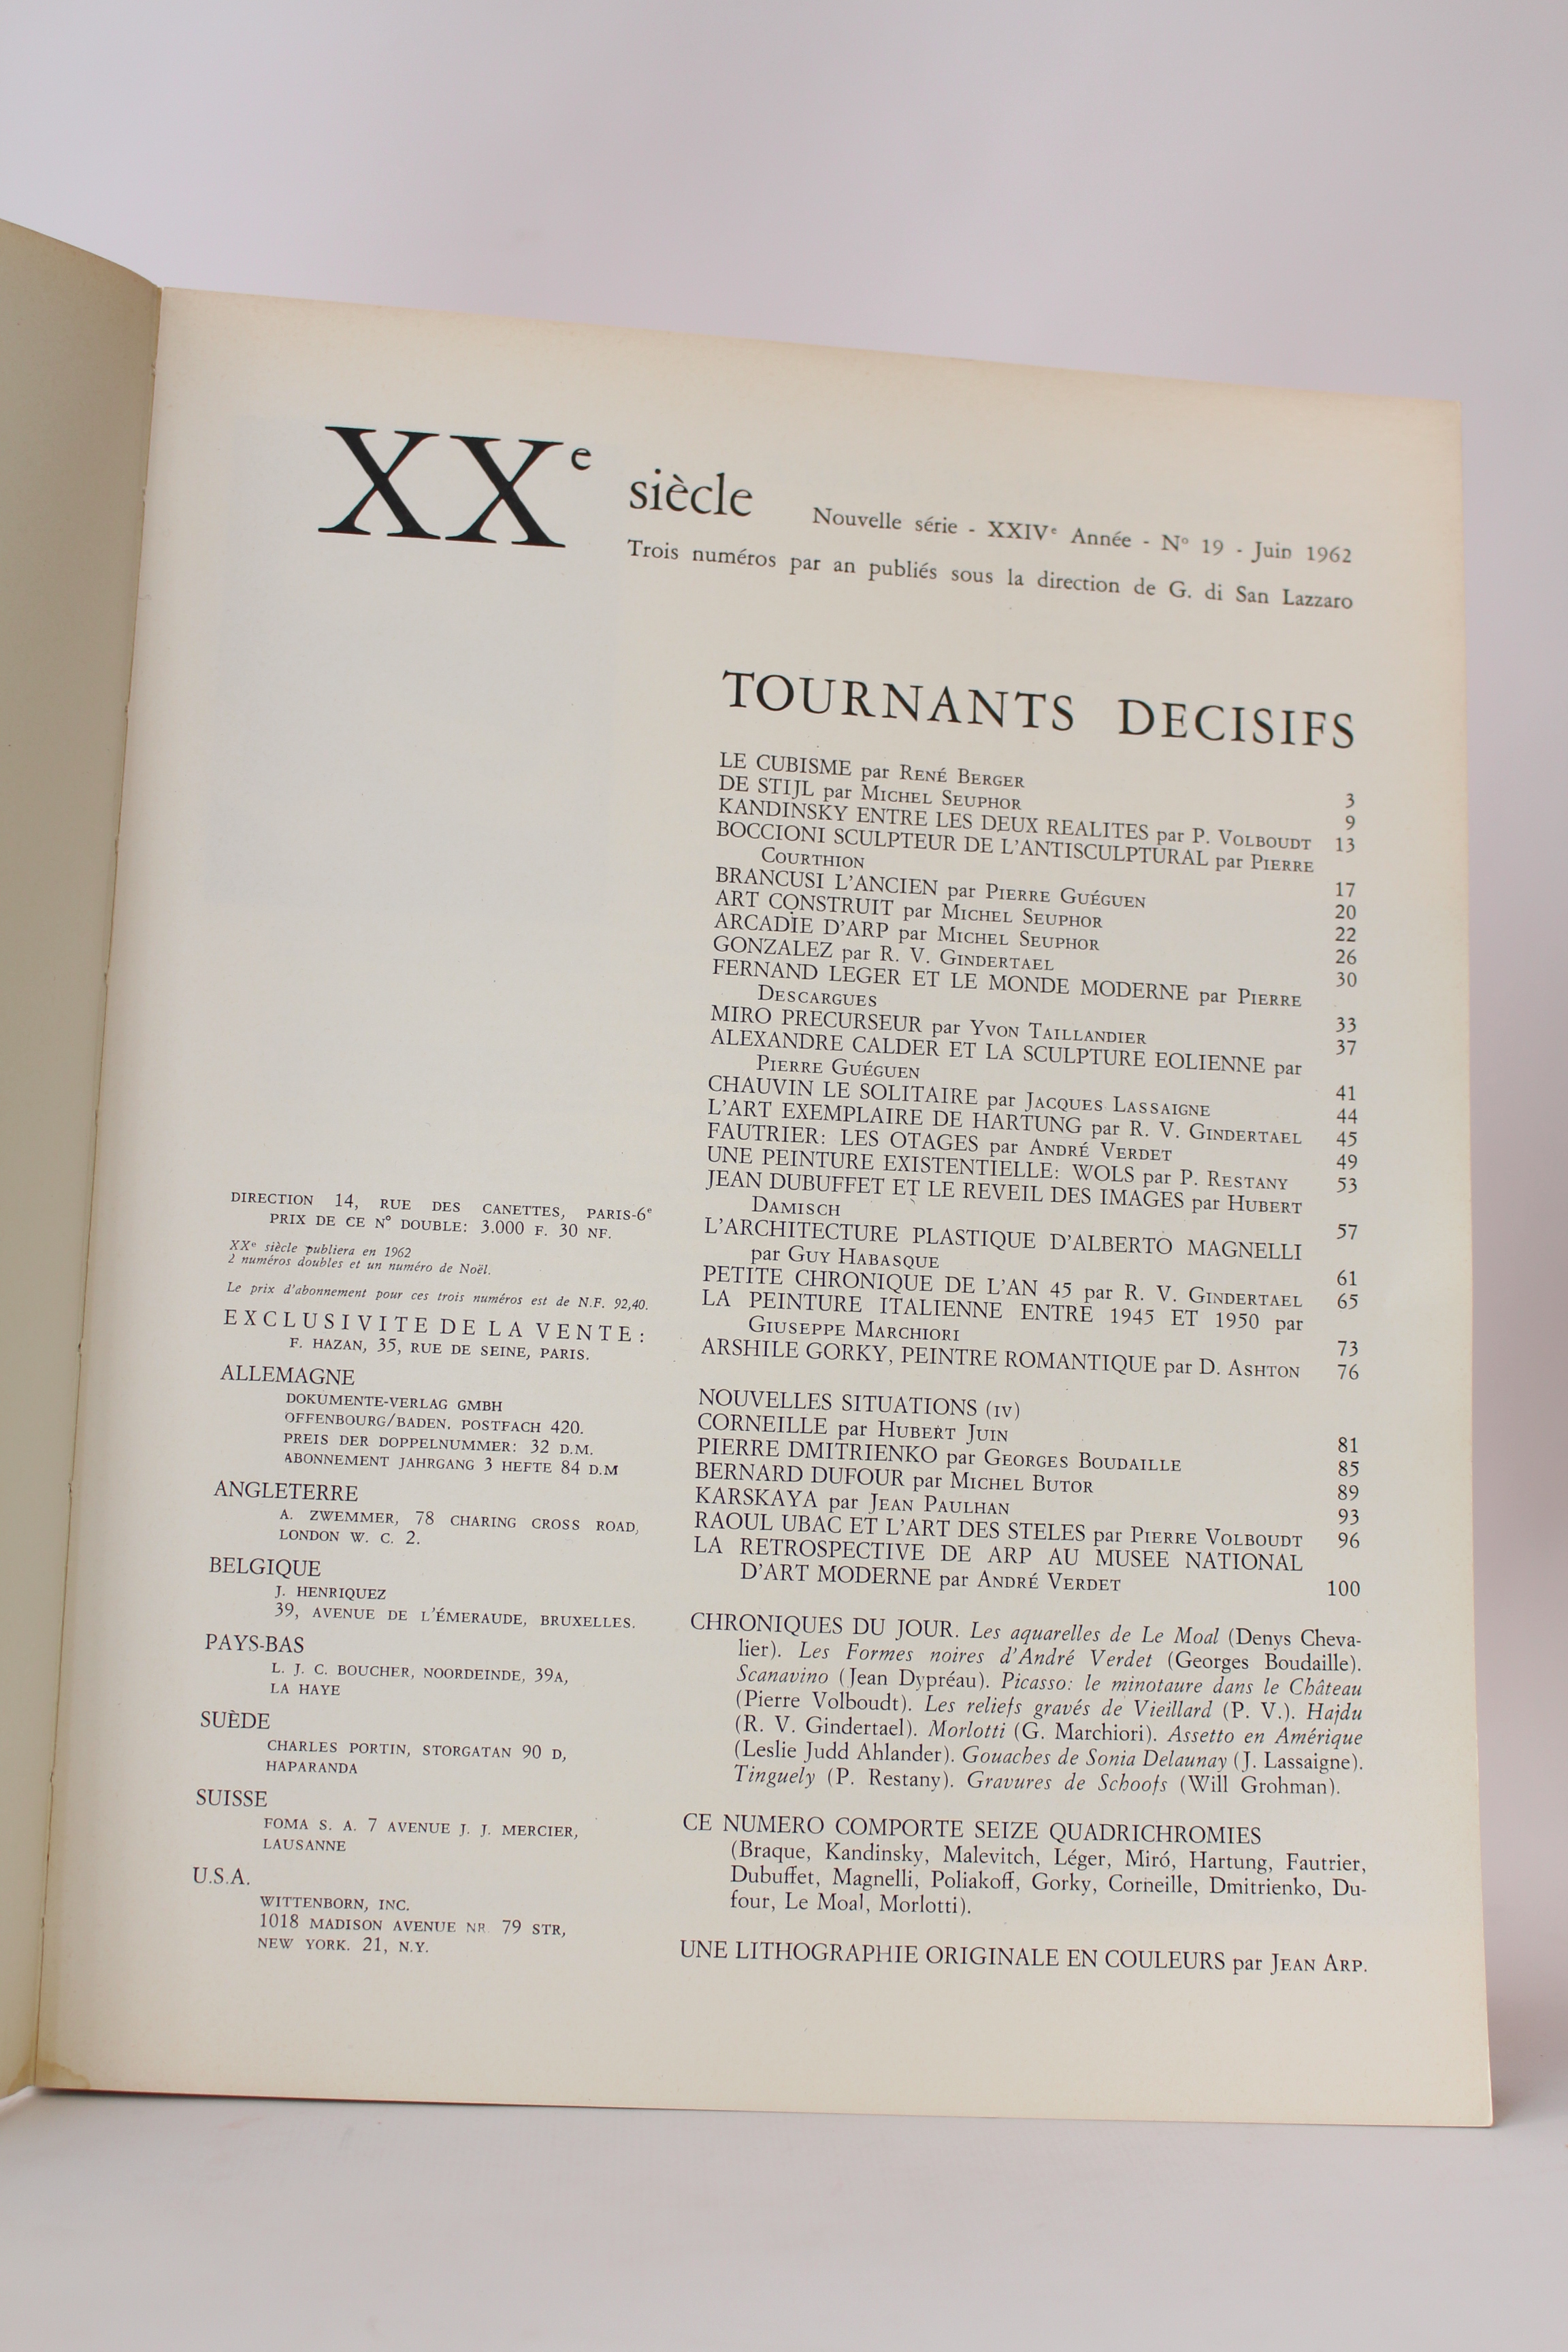 XXe siècle
Nouvelle série - XXIVe Année - No 19 - Juin 1962
Trois numéros par an publiés sous la direction de G. di San Lazzaro
TOURNANTS DECISIFS
LE CUBISME par René Berger 3
DE STIJL par Michel Seuphor 9
KANDINSKY ENTRE LES DEUX REALITES par P. Volboudt 13
BOCCIONI SCULPTEUR DE L'ANTISCULPTURAL par Pierre
Courthion 17
BRANCUSI L'ANCIEN par Pierre Guéguen 20
ART CONSTRUIT par Michel Seuphor 22
ARCADIE D'ARP par Michel Seuphor 26
GONZALEZ par R. V. Gindertael 30
FERNAND LEGER ET LE MONDE MODERNE par Pierre
Descargues 33
MIRO PRECURSEUR par Yvon Taillandier 37
ALEXANDRE CALDER ET LA SCULPTURE EOLIENNE par
Pierre Guéguen 41
CHAUVIN LE SOLITAIRE par Jacques Lassaigne 44
L'ART EXEMPLAIRE DE HARTUNG par R. V. Gindertael 45
FAUTRIER: LES OTAGES par André Verdet 49
UNE PEINTURE EXISTENTIELLE: WOLS par P. Restany 53
JEAN DUBUFFET ET LE REVEIL DES IMAGES par Hubert
Damisch 57
L'ARCHITECTURE PLASTIQUE D'ALBERTO MAGNELLI
par Guy Habasque 61
PETITE CHRONIQUE DE L'AN 45 par R. V. Gindertael 65
LA PEINTURE ITALIENNE ENTRE 1945 ET 1950 par
Giuseppe Marchiori 73
ARSHILE GORKY, PEINTRE ROMANTIQUE par D. Ashton 76
NOUVELLES SITUATIONS (IV)
CORNEILLE par Hubert Juin 81
PIERRE DMITRIENKO par Georges Boudaille 85
BERNARD DUFOUR par Michel Butor 89
KARSKAYA par Jean Paulhan 93
RAOUL UBAC ET L'ART DES STELES par Pierre Volboudt 96
LA RETROSPECTIVE DE ARP AU MUSEE NATIONAL
D'ART MODERNE par André Verdet 100
CHRONIQUES DU JOUR. Les aquarelles de Le Moal (Denys Cheva-
lier). Les Formes noires d'André Verdet (Georges Boudaille).
Scanavino (Jean Dypréau). Picasso: le minotaure dans le Château
(Pierre Volboudt). Les reliefs gravés de Vieillard (P. V.). Hajdu
(R. V. Gindertael). Morlotti (G. Marchiori). Assetto en Amérique
(Leslie Judd Ahlander). Gouaches de Sonia Delaunay (J. Lassaigne).
Tinguely (P. Restany). Gravures de Schoofs (Will Grohman).
CE NUMERO COMPORTE SEIZE QUADRICHROMIES
(Braque, Kandinsky, Malevitch, Léger, Miró, Hartung, Fautrier,
Dubuffet, Magnelli, Poliakoff, Gorky, Corneille, Dmitrienko, Du-
four, Le Moal, Morlotti).
UNE LITHOGRAPHIE ORIGINALE EN COULEURS par Jean Arp.
DIRECTION 14, RUE DES CANETTES, PARIS-6e
PRIX DE CE No DOUBLE: 3.000 F. 30 NF.
XXe siècle publiera en 1962
2 numéros doubles et un numéro de Noël.
Le prix d'abonnement pour ces trois numéros est de N.F. 92,40.
EXCLUSIVITE DE LA VENTE:
F. HAZAN, 35, RUE DE SEINE, PARIS.
ALLEMAGNE
DOKUMENTE-VERLAG GMBH
OFFENBOURG/BADEN. POSTFACH 420.
PREIS DER DOPPELNUMMER: 32 D.M.
ABONNEMENT JAHRGANG 3 HEFTE 84 D.M
ANGLETERRE
A. ZWEMMER, 78 CHARING CROSS ROAD,
LONDON W. C. 2.
BELGIQUE
J. HENRIQUEZ
39, AVENUE DE L'ÉMERAUDE, BRUXELLES.
PAYS-BAS
L. J. C. BOUCHER, NOORDEINDE, 39A,
LA HAYE
SUÈDE
CHARLES PORTIN, STORGATAN 90 D,
HAPARANDA
SUISSE
FOMA S. A. 7 AVENUE J. J. MERCIER,
LAUSANNE
U.S.A.
WITTENBORN, INC.
1018 MADISON AVENUE NR. 79 STR,
NEW YORK. 21, N.Y.